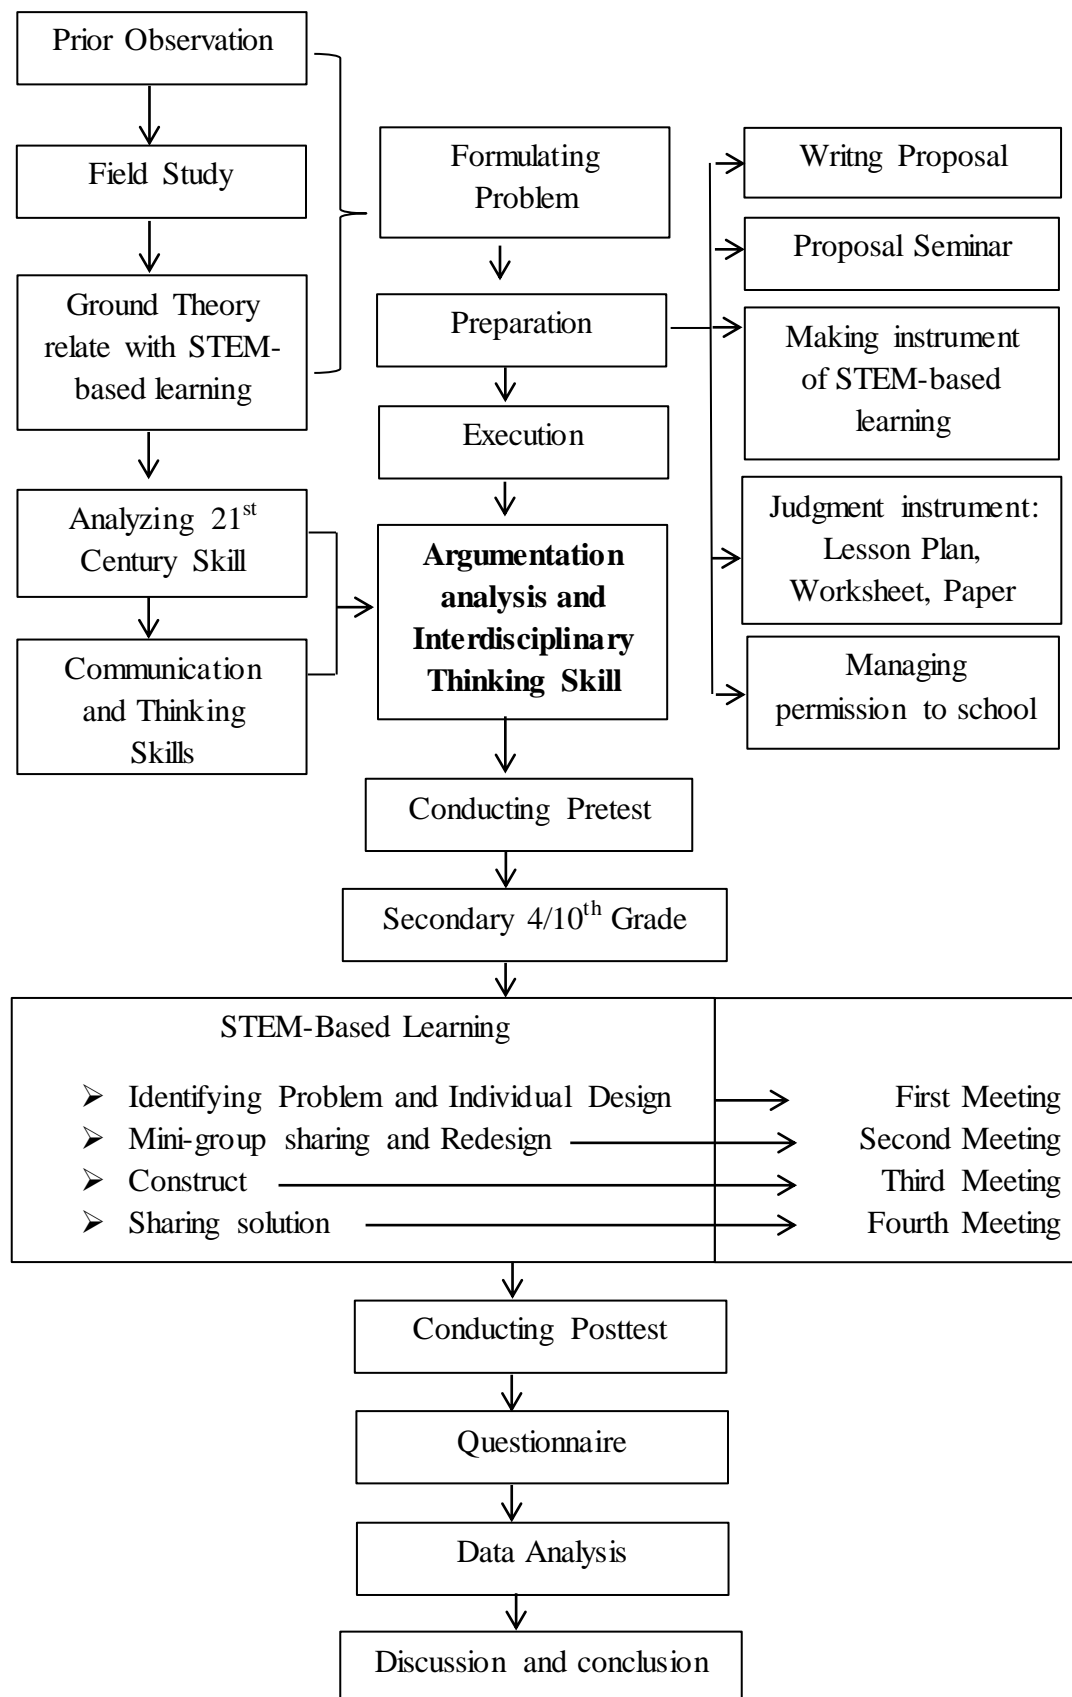 Prior Observation
Field Study
Ground Theory
relate with STEM-
based learning
Analyzing 21st
Century Skill
Communication
and Thinking
Skills
Formulating
Problem
Preparation
Execution
Argumentation
analysis and
Interdisciplinary
Thinking Skill
Writng Proposal
Proposal Seminar
Making instrument
of STEM-based
learning
Judgment instrument:
Lesson Plan,
Worksheet, Paper
Managing
permission to school
Conducting Pretest
Secondary 4/10th Grade
STEM-Based Learning
➢ Identifying Problem and Individual Design First Meeting
➢ Mini-group sharing and Redesign Second Meeting
➢ Construct Third Meeting
➢ Sharing solution Fourth Meeting
Conducting Posttest
Questionnaire
Data Analysis
Discussion and conclusion